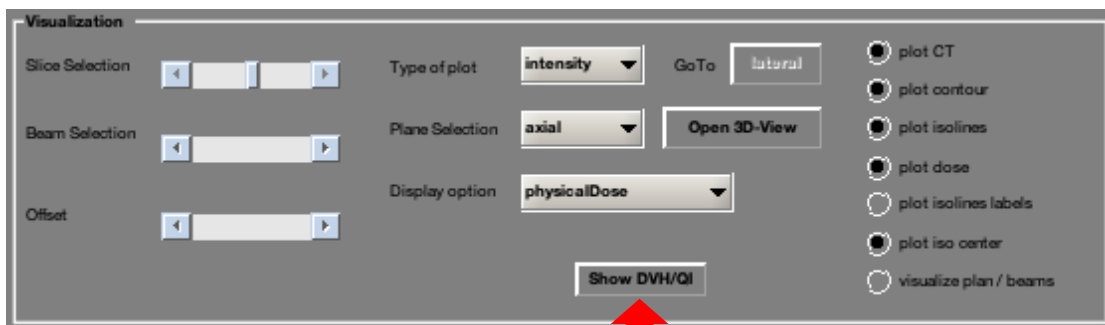 Visualization
Slice Selection
Type of plot
intensity
GoTo
lateral
plot CT
plot contour
Beam Selection
Plane Selection
axial
Open 3D-View
plot isolines
plot dose
Display option
physicalDose
plot isolines labels
Offset
plot iso center
Show DVH/QI
visualize plan / beams